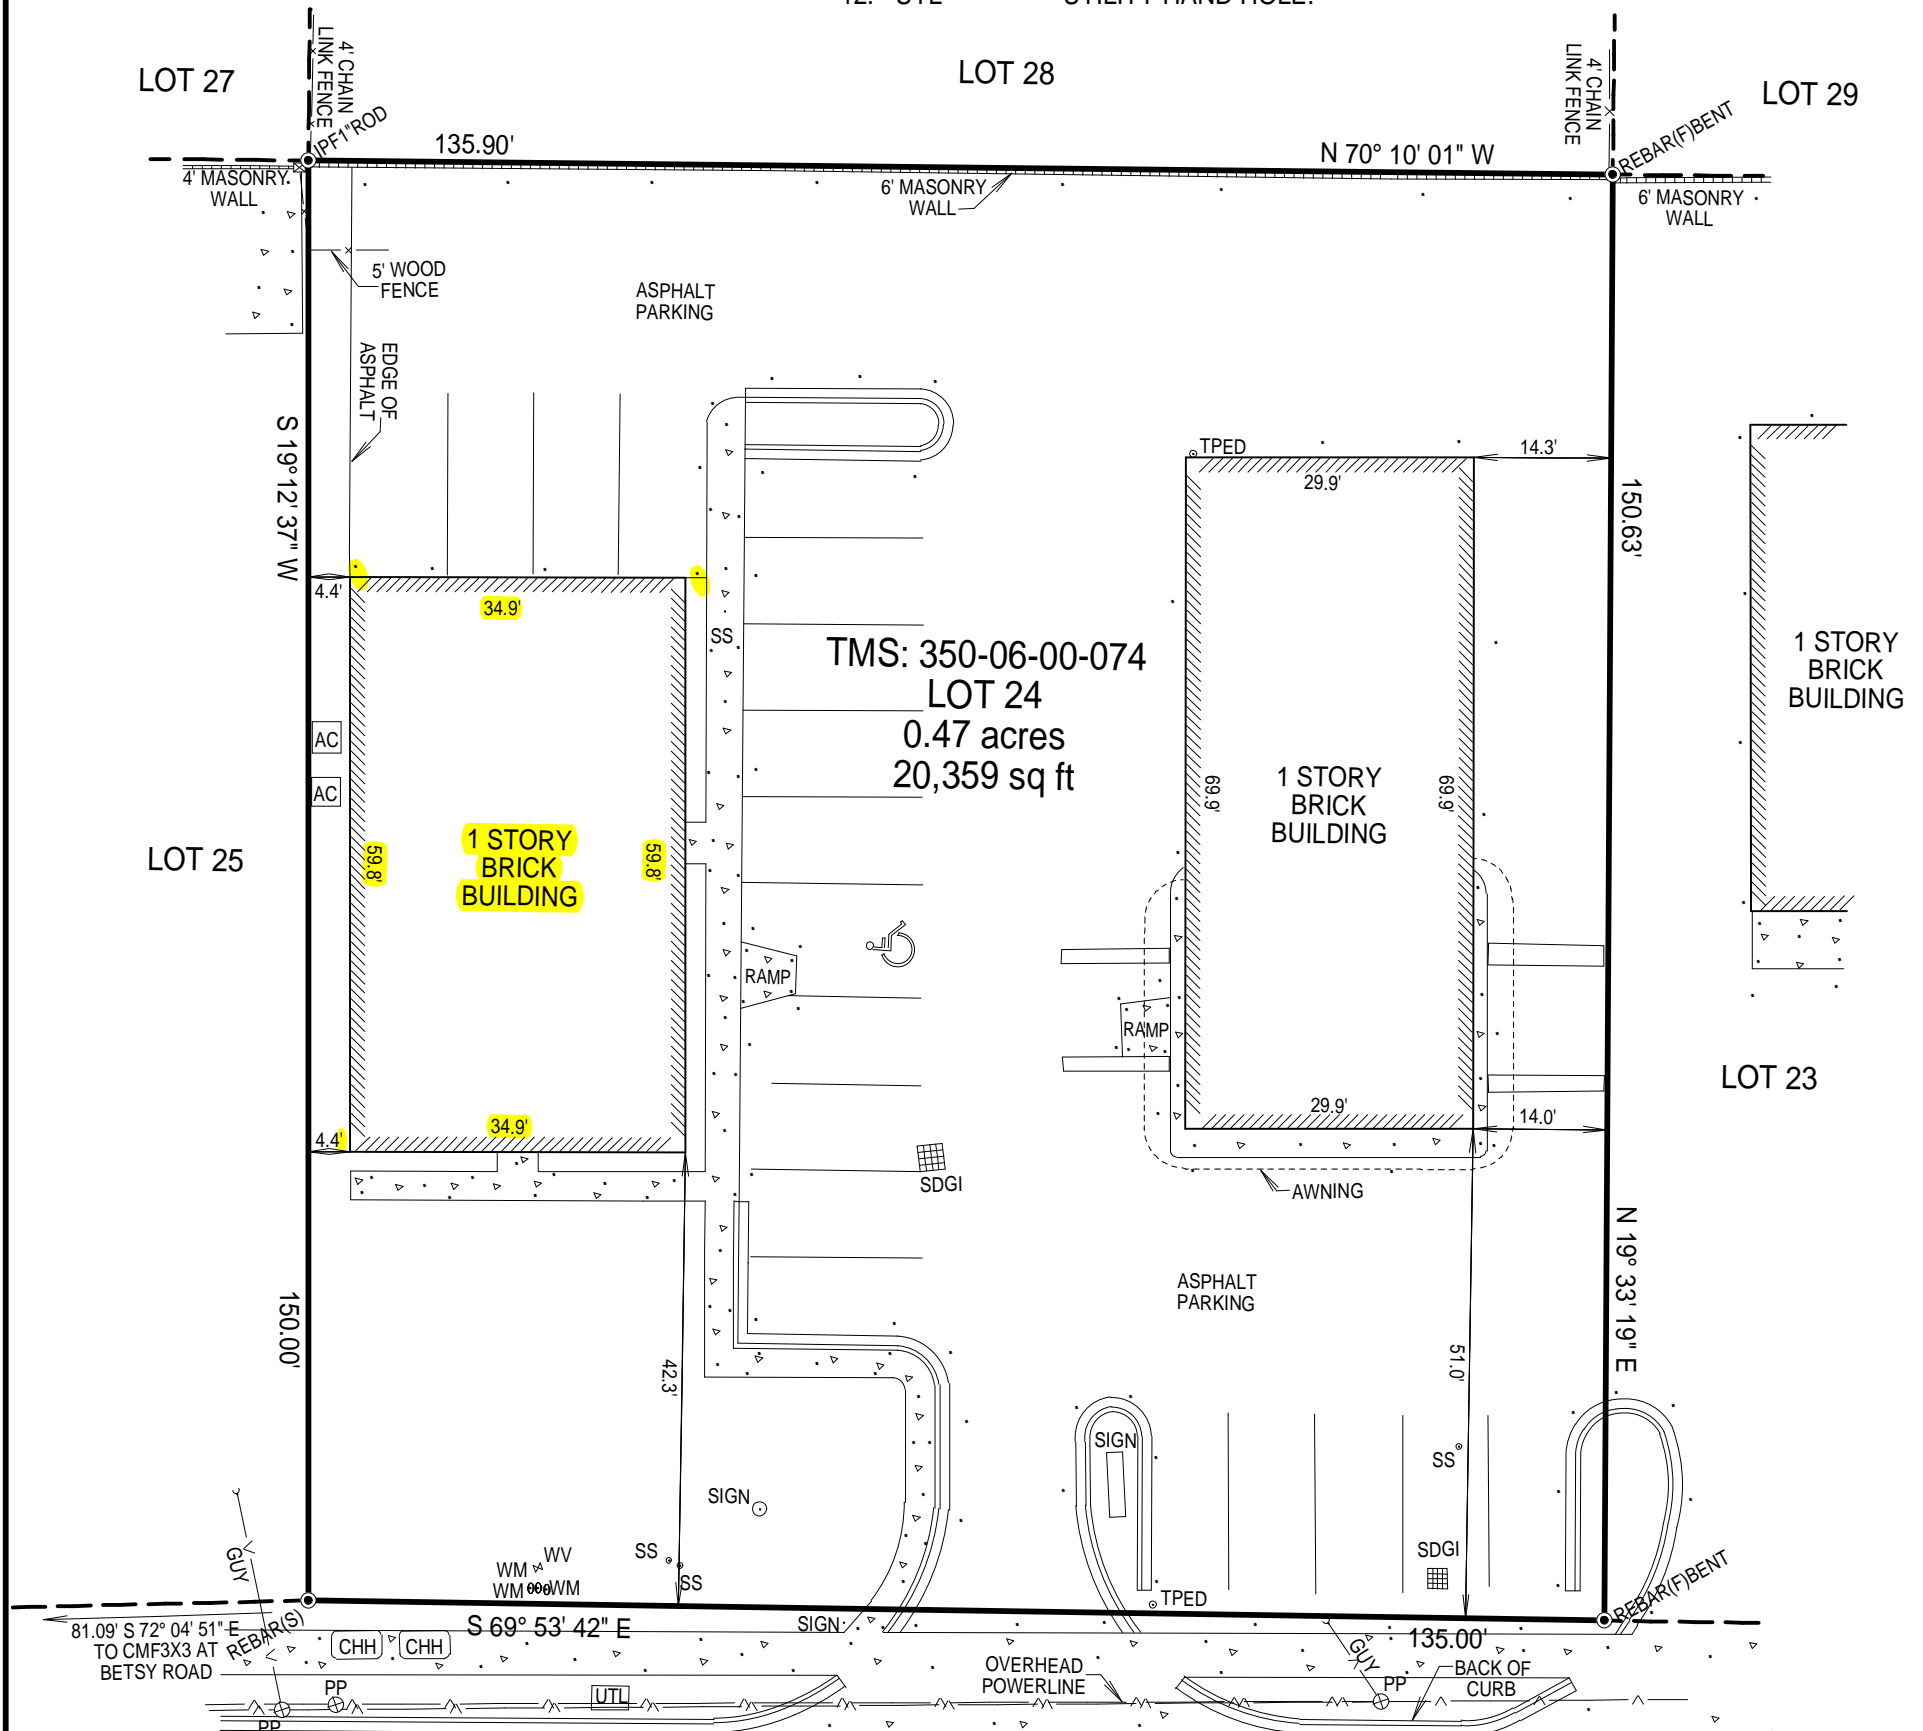 12. UTL UTILITY HAND HOLE.
LOT 27
4' CHAIN
LINK FENCE
LOT 28
4' CHAIN
LINK FENCE
LOT 29
IPF1"ROD
135.90'
N 70° 10' 01" W
REBAR(F)BENT
4' MASONRY
WALL
6' MASONRY
WALL
6' MASONRY
WALL
5' WOOD
FENCE
ASPHALT
PARKING
EDGE OF
ASPHALT
S 19° 12' 37" W
TPED
14.3'
29.9'
150.63'
4.4'
34.9'
SS
TMS: 350-06-00-074
LOT 24
0.47 acres
20,359 sq ft
1 STORY
BRICK
BUILDING
AC
AC
69.9'
1 STORY
BRICK
BUILDING
69.9'
LOT 25
59.8'
1 STORY
BRICK
BUILDING
59.8'
RAMP
RAMP
LOT 23
4.4'
34.9'
29.9'
14.0'
SDGI
AWNING
ASPHALT
PARKING
N 19° 33' 19" E
150.00'
42.3'
51.0'
SIGN
SS
SIGN
GUY
WV
WM
WM WM
SS
SS
SDGI
TPED
REBAR(F)BENT
81.09' S 72° 04' 51" E
TO CMF3X3 AT
BETSY ROAD
REBAR(S)
S 69° 53' 42" E
SIGN
135.00'
CHH
CHH
OVERHEAD
POWERLINE
GUY
BACK OF
CURB
PP
PP
UTL
PP